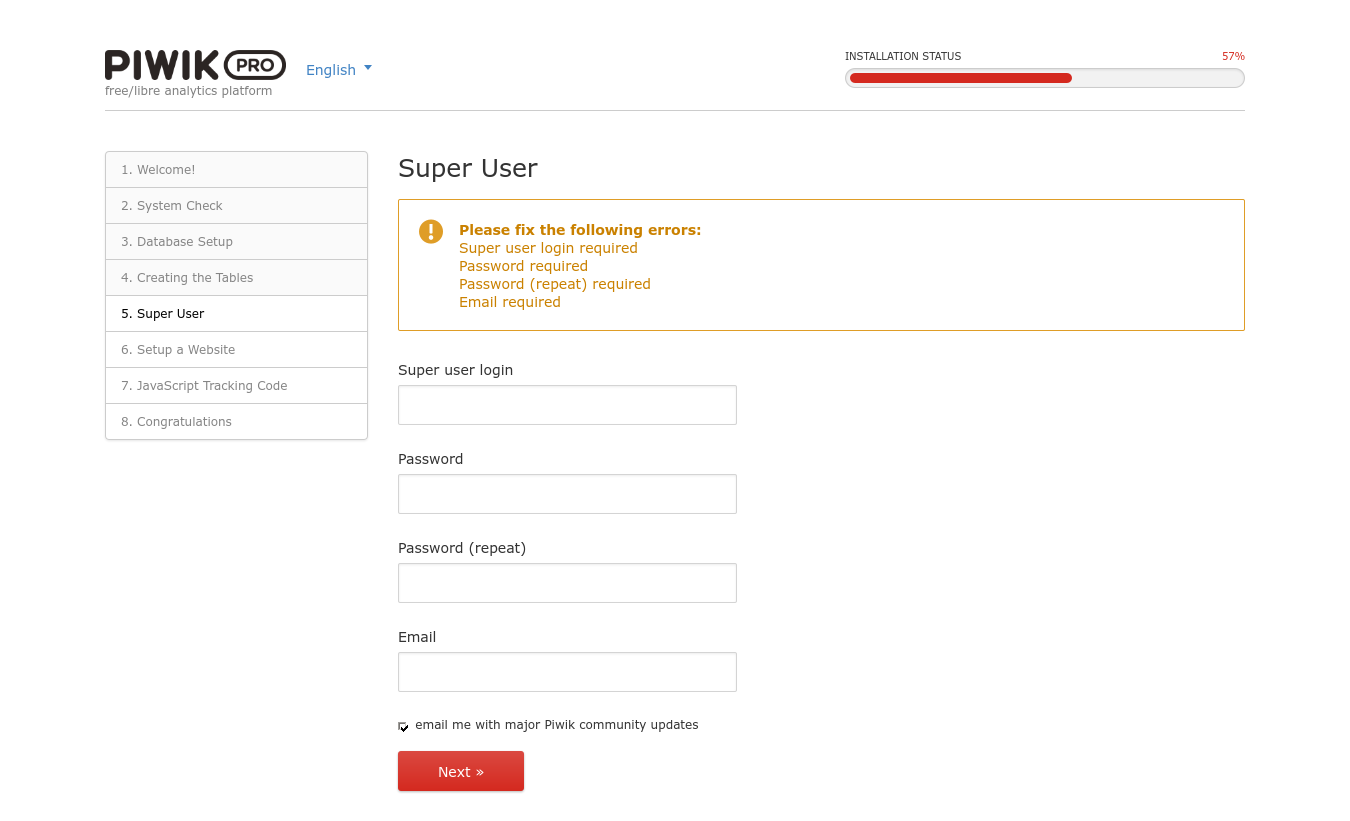 PIWIK PRO
free/libre analytics platform
English
INSTALLATION STATUS
57%
1. Welcome!
2. System Check
3. Database Setup
4. Creating the Tables
5. Super User
6. Setup a Website
7. JavaScript Tracking Code
8. Congratulations
Super User
Please fix the following errors:
Super user login required
Password required
Password (repeat) required
Email required
Super user login
Password
Password (repeat)
Email
email me with major Piwik community updates
Next »